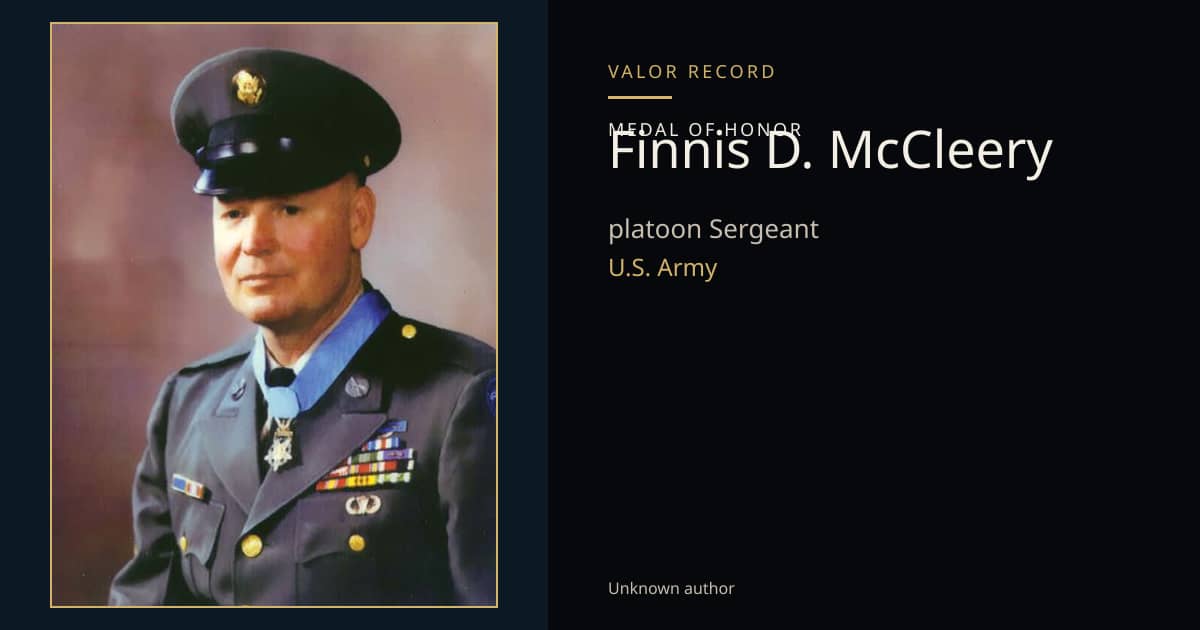 VALOR RECORD
MEDAL OF HONOR
Finnis D. McCleery
platoon Sergeant
U.S. Army
Unknown author